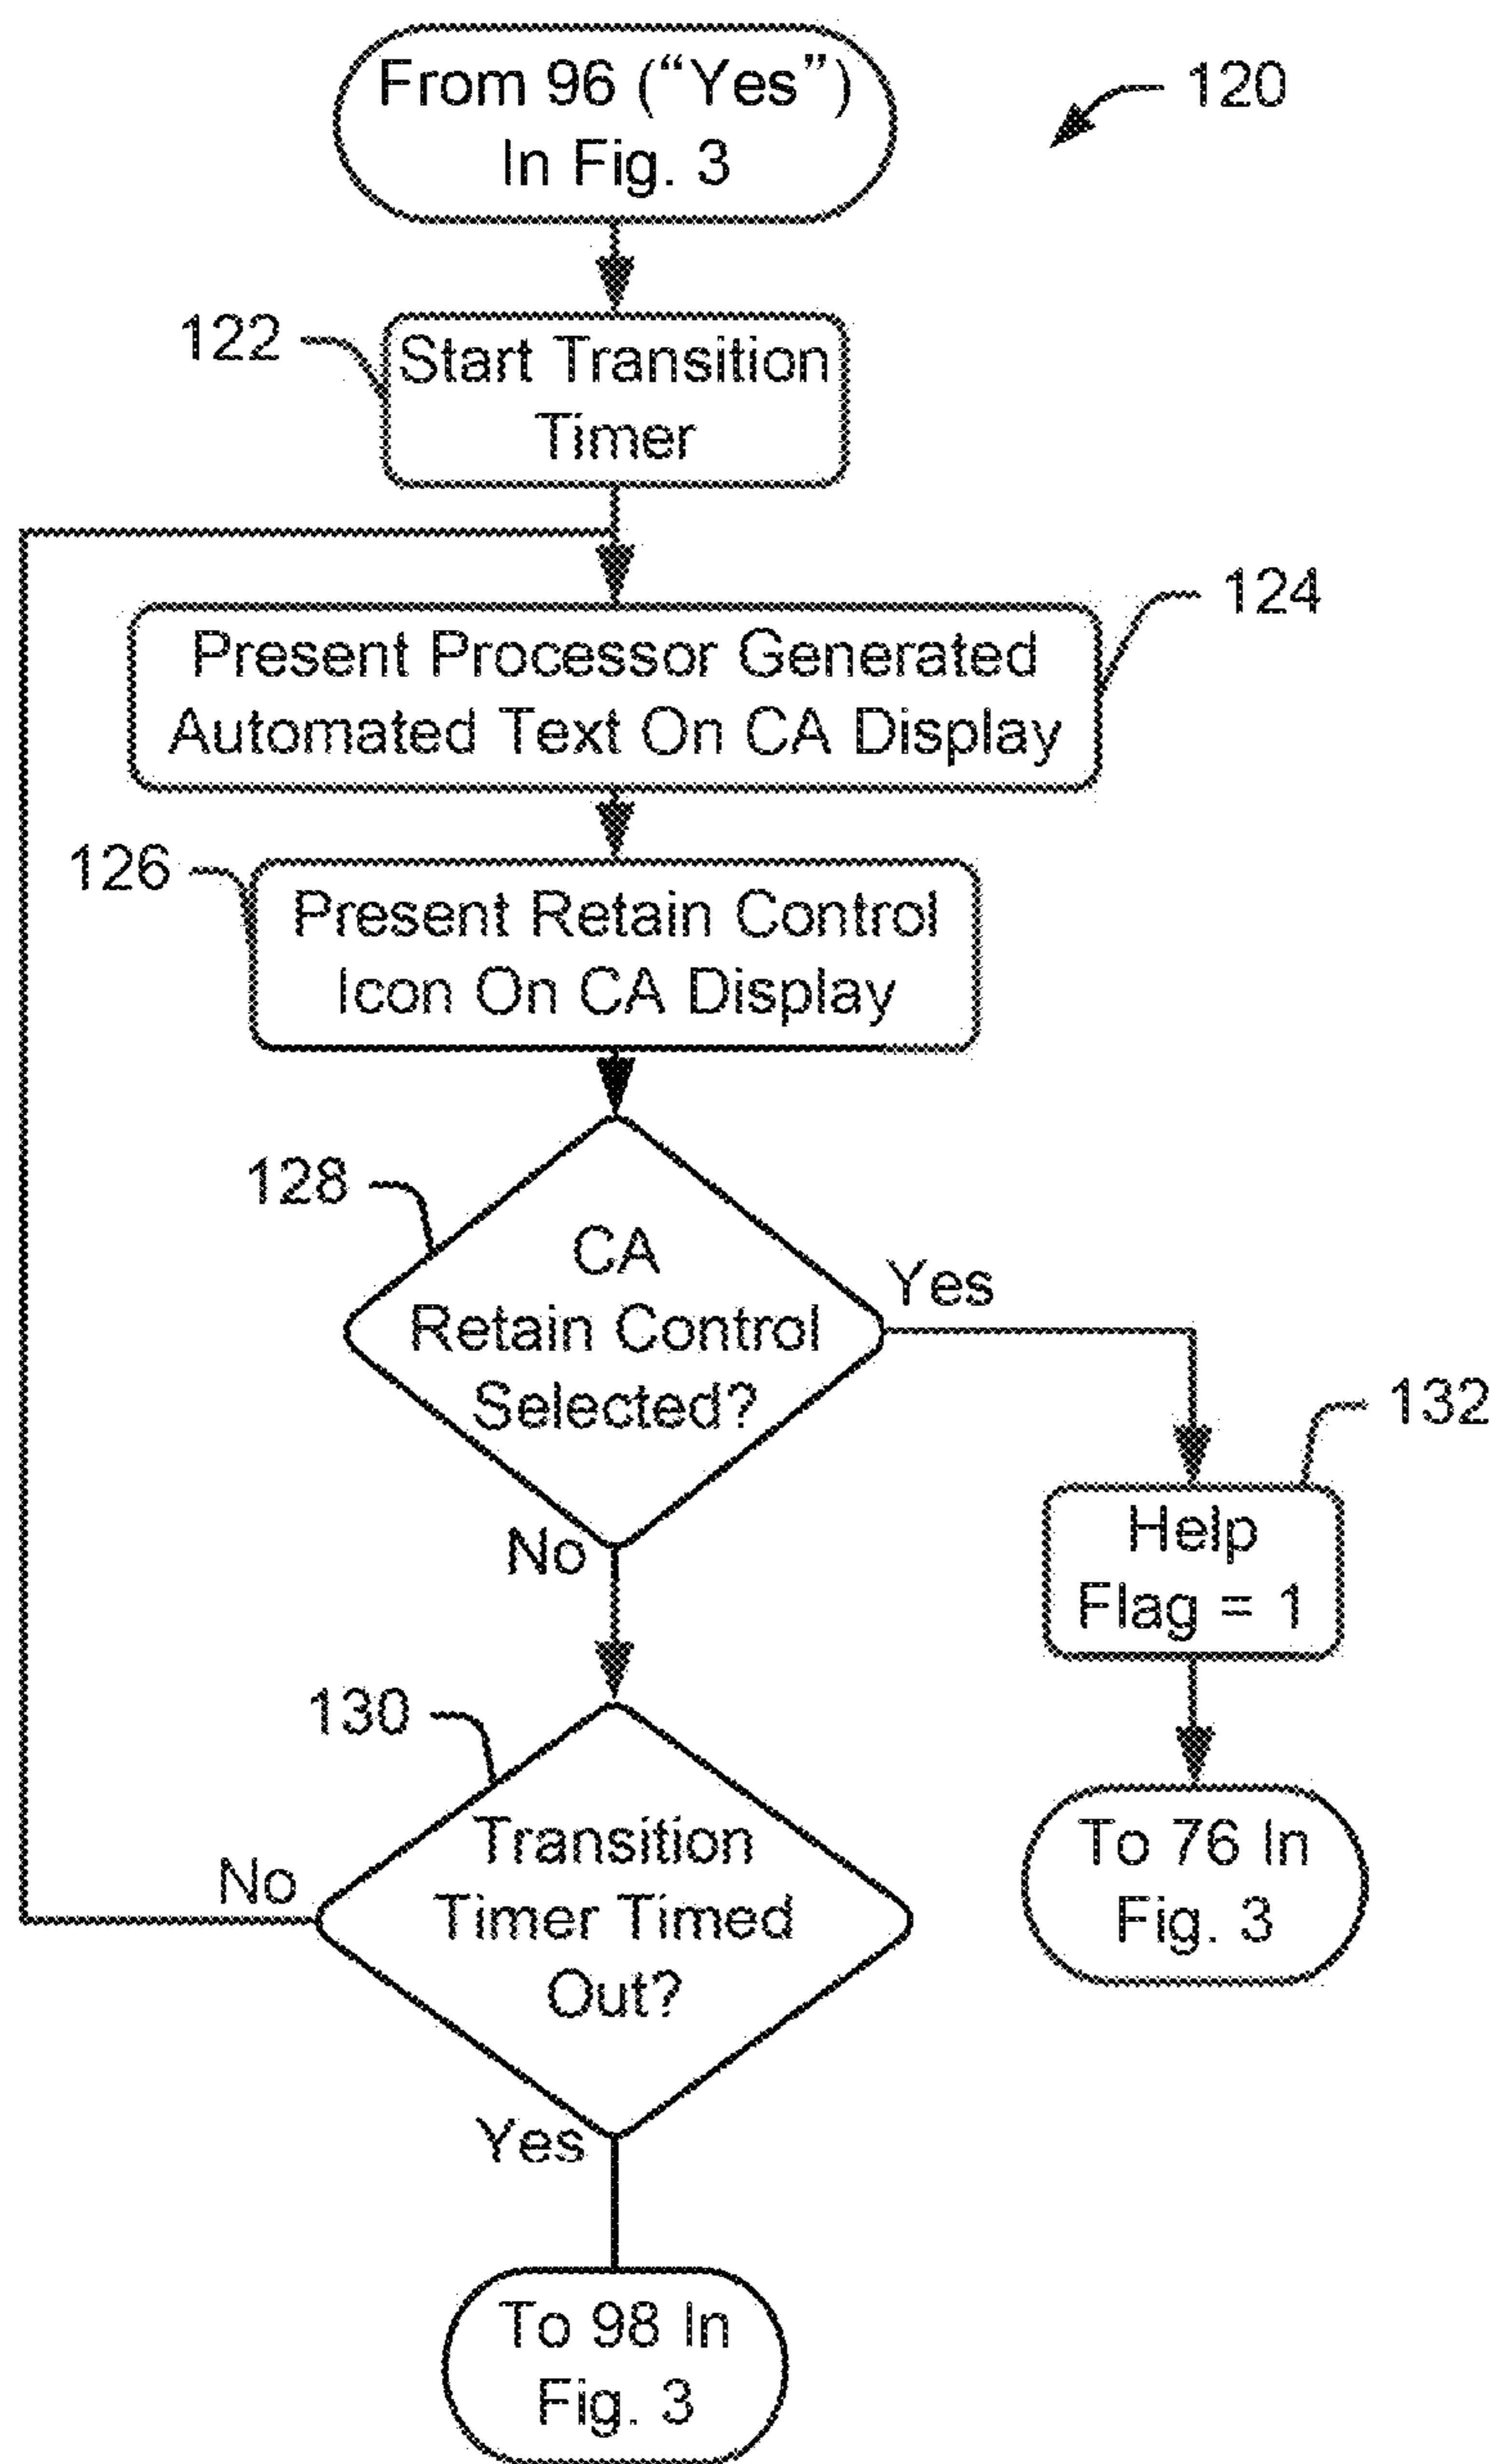 From 96 (“Yes”)
In Fig. 3
120
122
Start Transition
Timer
124
Present Processor Generated
Automated Text On CA Display
126
Present Retain Control
Icon On CA Display
128
CA
Retain Control
Selected?
Yes
No
132
Help
Flag = 1
130
Transition
Timer Timed
Out?
No
To 76 In
Fig. 3
Yes
To 98 In
Fig. 3